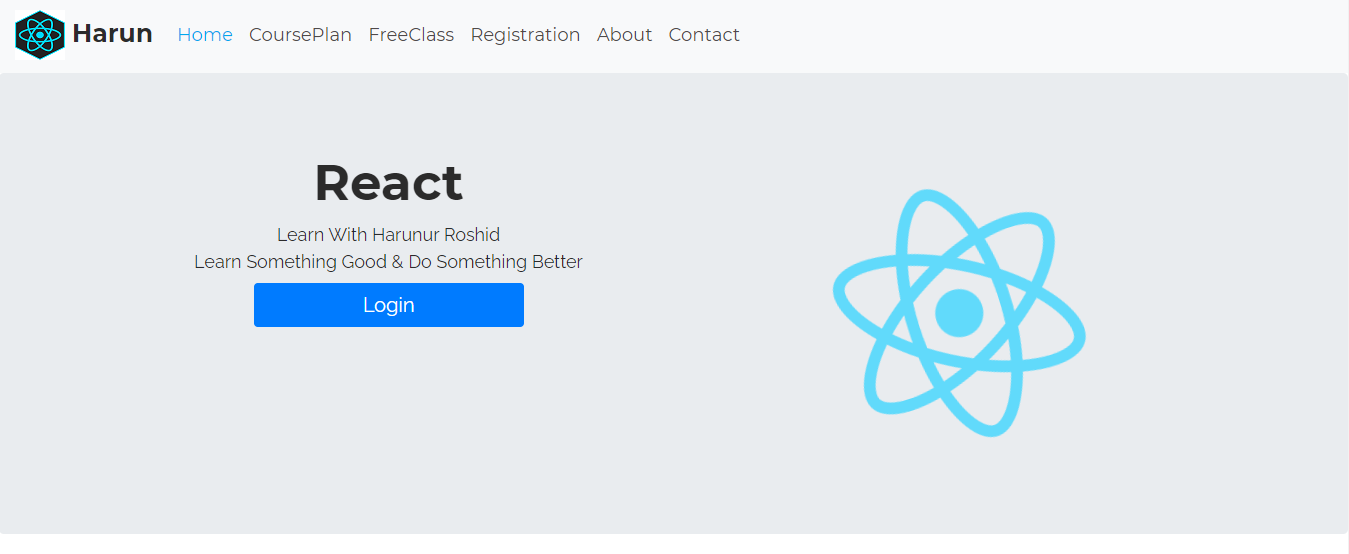 Harun Home CoursePlan FreeClass Registration About Contact
React
Learn With Harunur Roshid
Learn Something Good & Do Something Better
Login